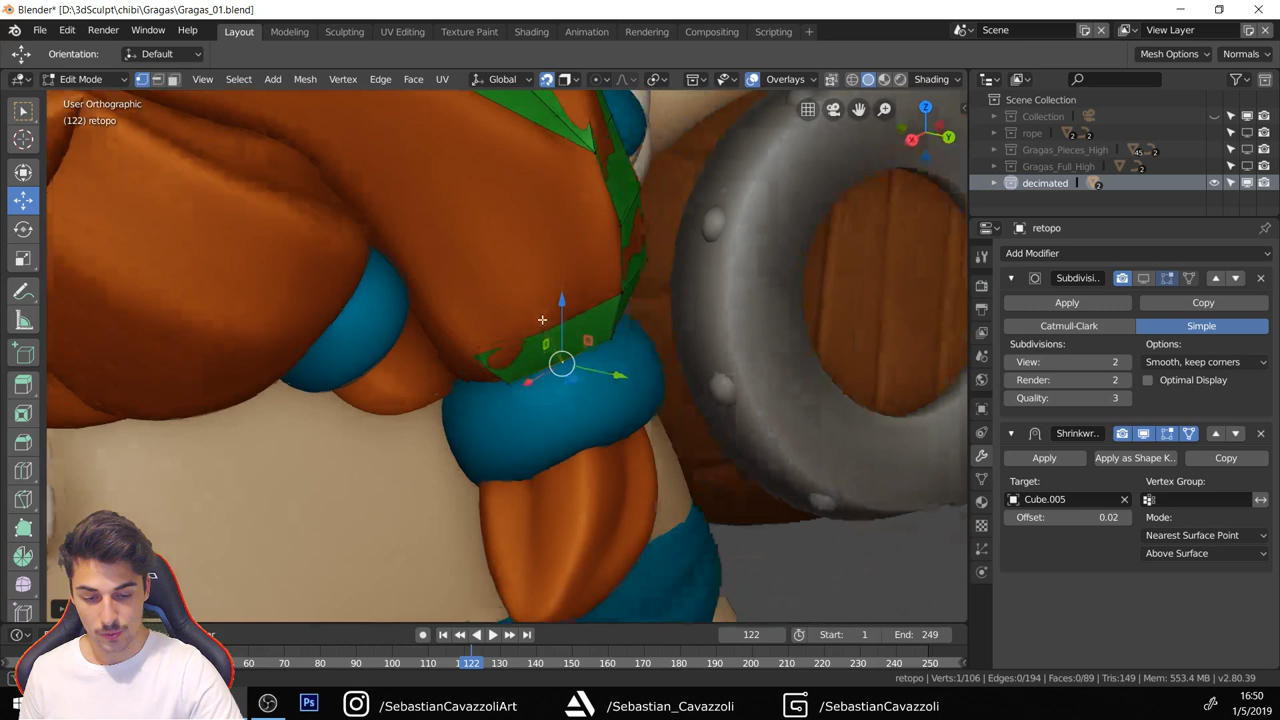 Blender* [D:\3dSculpt\chibi\Gragas\Gragas_01.blend]
File Edit Render Window Help Layout Modeling Sculpting UV Editing Texture Paint Shading Animation Rendering Compositing Scripting + Scene View Layer
Orientation: Default Mesh Options Normals
Edit Mode View Select Add Mesh Vertex Edge Face UV Global Overlays Shading
User Orthographic
(122) retopo
Z
X
Y
Scene Collection
Collection
rope 2 2
Gragas_Pieces_High 45 2
Gragas_Full_High 2
decimated 2
retopo
Add Modifier
Subdivisi..
Apply Copy
Catmull-Clark Simple
Subdivisions: Options:
View: 2 Smooth, keep corners
Render: 2 Optimal Display
Quality: 3
Shrinkwr..
Apply Apply as Shape K.. Copy
Target: Vertex Group:
Cube.005
Offset: 0.02 Mode:
Nearest Surface Point
Above Surface
122 Start: 1 End: 249
60 70 80 90 100 110 122 130 140 150 160 170 180 190 200 210 220 230 240 250
retopo | Verts:1/106 | Edges:0/194 | Faces:0/89 | Tris:149 | Mem: 553.4 MB | v2.80.39
Ps /SebastianCavazzoliArt /Sebastian_Cavazzoli /SebastianCavazzoli
16:50
1/5/2019